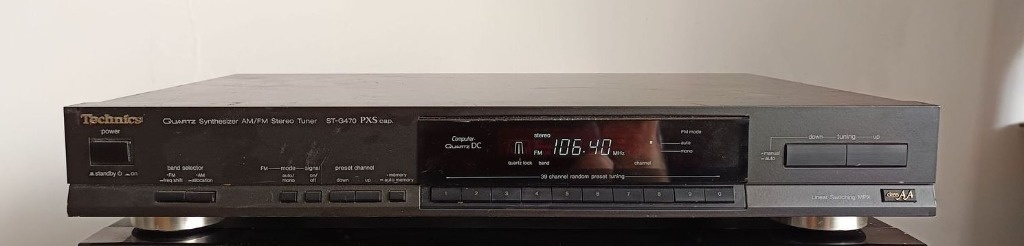 Technics
QUARTZ Synthesizer AM/FM Stereo Tuner ST-G470 PXS cap.
power
standby on
band selector
FM AM
freq shift allocation
FM mode signal
auto/ on/
mono off
preset channel
down up
memory
auto memory
Computer-
QUARTZ DC
stereo
FM 106.40 MHz
quartz lock band channel
FM mode
auto
mono
39 channel random preset tuning
1 2 3 4 5 6 7 8 9 0
down tuning up
manual
auto
Linear Switching MPX
class AA